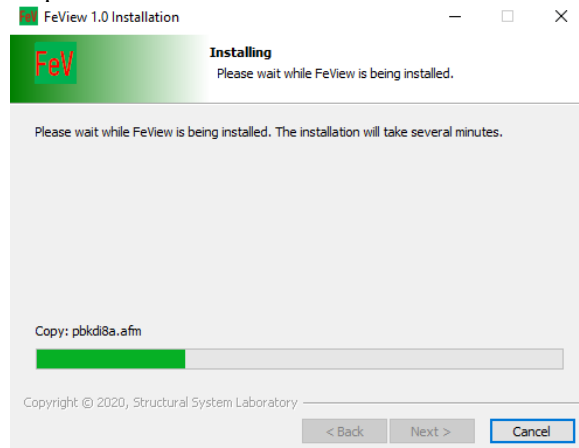 FeV FeView 1.0 Installation
FeV
Installing
Please wait while FeView is being installed.
Please wait while FeView is being installed. The installation will take several minutes.
Copy: pbkdi8a.afm
Copyright © 2020, Structural System Laboratory
< Back Next > Cancel